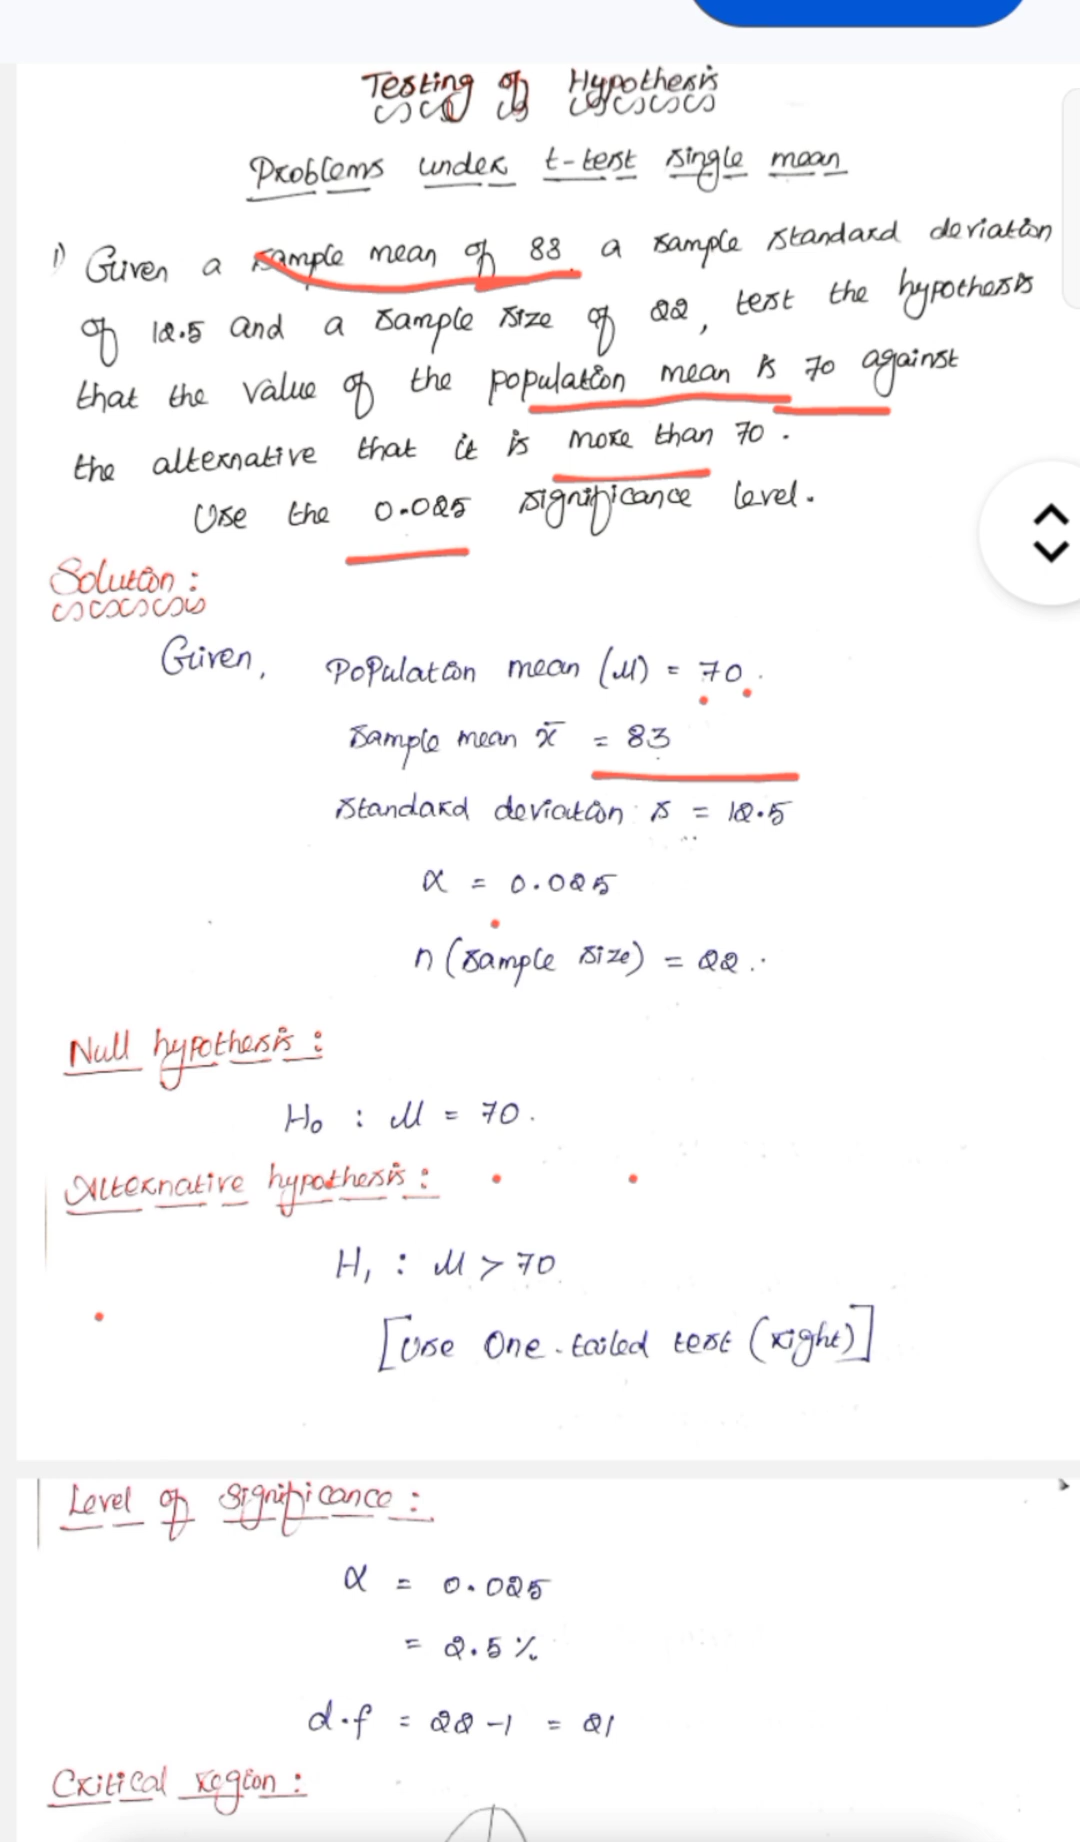 Testing of Hypothesis
Problems under t-test single mean
1) Given a sample mean of 83 a sample standard deviation
of 12.5 and a sample size of 22, test the hypothesis
that the value of the population mean is 70 against
the alternative that it is more than 70.
Use the 0.025 significance level.
Solution:
Given, Population mean (μ) = 70.
Sample mean x̄ = 83
Standard deviation s = 12.5
α = 0.025
n (sample size) = 22.
Null hypothesis:
H₀ : μ = 70.
Alternative hypothesis:
H₁ : μ > 70
[Use One-tailed test (right)]
Level of Significance:
α = 0.025
= 2.5%
d.f = 22-1 = 21
Critical region: